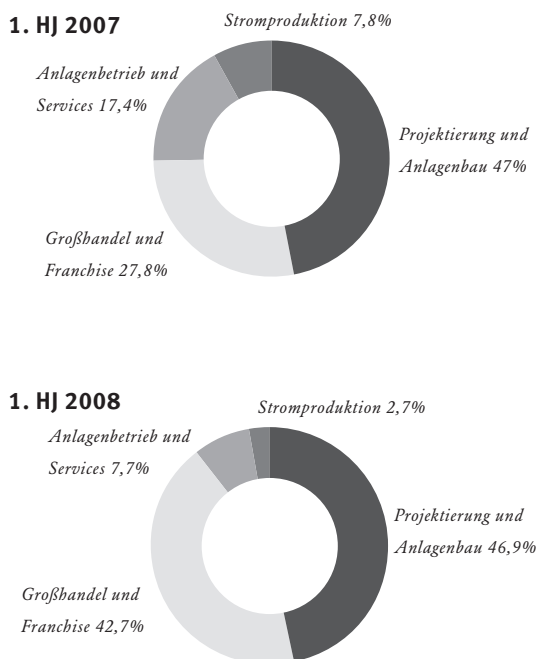 1. HJ 2007
Stromproduktion 7,8%
Anlagenbetrieb und
Services 17,4%
Projektierung und
Anlagenbau 47%
Großhandel und
Franchise 27,8%
1. HJ 2008
Stromproduktion 2,7%
Anlagenbetrieb und
Services 7,7%
Projektierung und
Anlagenbau 46,9%
Großhandel und
Franchise 42,7%